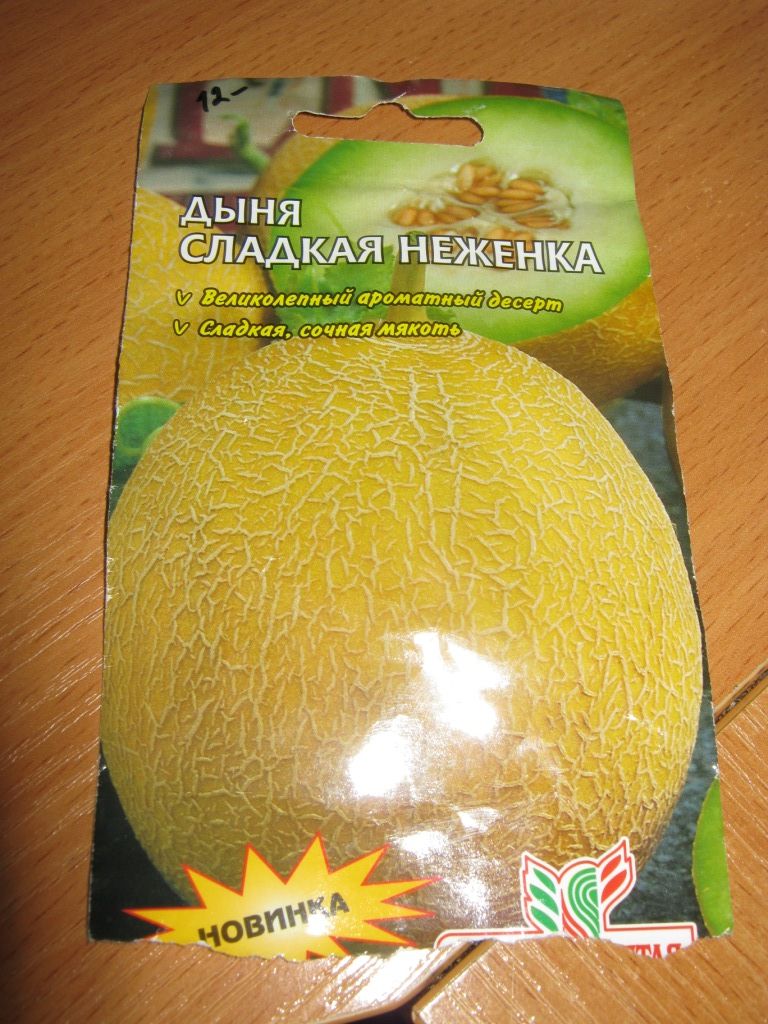 12-
ДЫНЯ
СЛАДКАЯ НЕЖЕНКА
V Великолепный ароматный десерт
V Сладкая, сочная мякоть
НОВИНКА